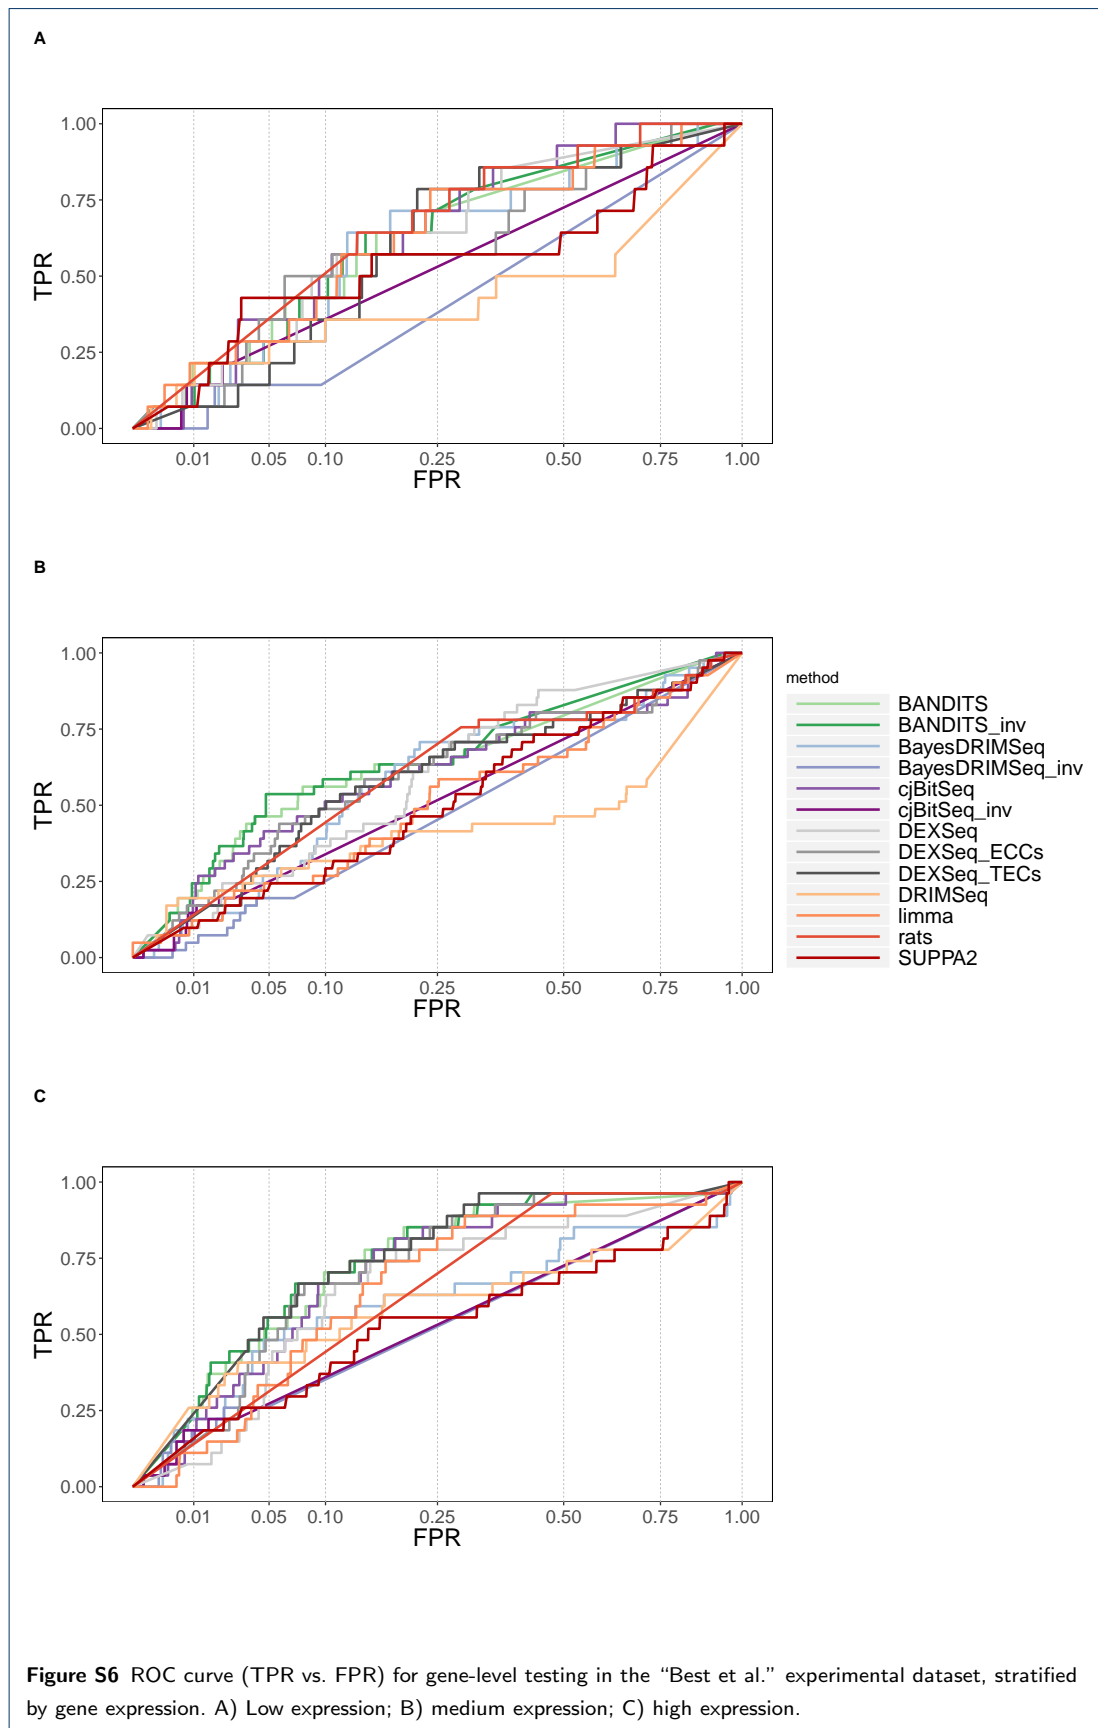 A
1.00
0.75
0.50
0.25
0.00
TPR
0.01 0.05 0.10 0.25 0.50 0.75 1.00
FPR
B
1.00
0.75
0.50
0.25
0.00
TPR
0.01 0.05 0.10 0.25 0.50 0.75 1.00
FPR
method
BANDITS
BANDITS_inv
BayesDRIMSeq
BayesDRIMSeq_inv
cjBitSeq
cjBitSeq_inv
DEXSeq
DEXSeq_ECCs
DEXSeq_TECs
DRIMSeq
limma
rats
SUPPA2
C
1.00
0.75
0.50
0.25
0.00
TPR
0.01 0.05 0.10 0.25 0.50 0.75 1.00
FPR
Figure S6 ROC curve (TPR vs. FPR) for gene-level testing in the “Best et al.” experimental dataset, stratified
by gene expression. A) Low expression; B) medium expression; C) high expression.